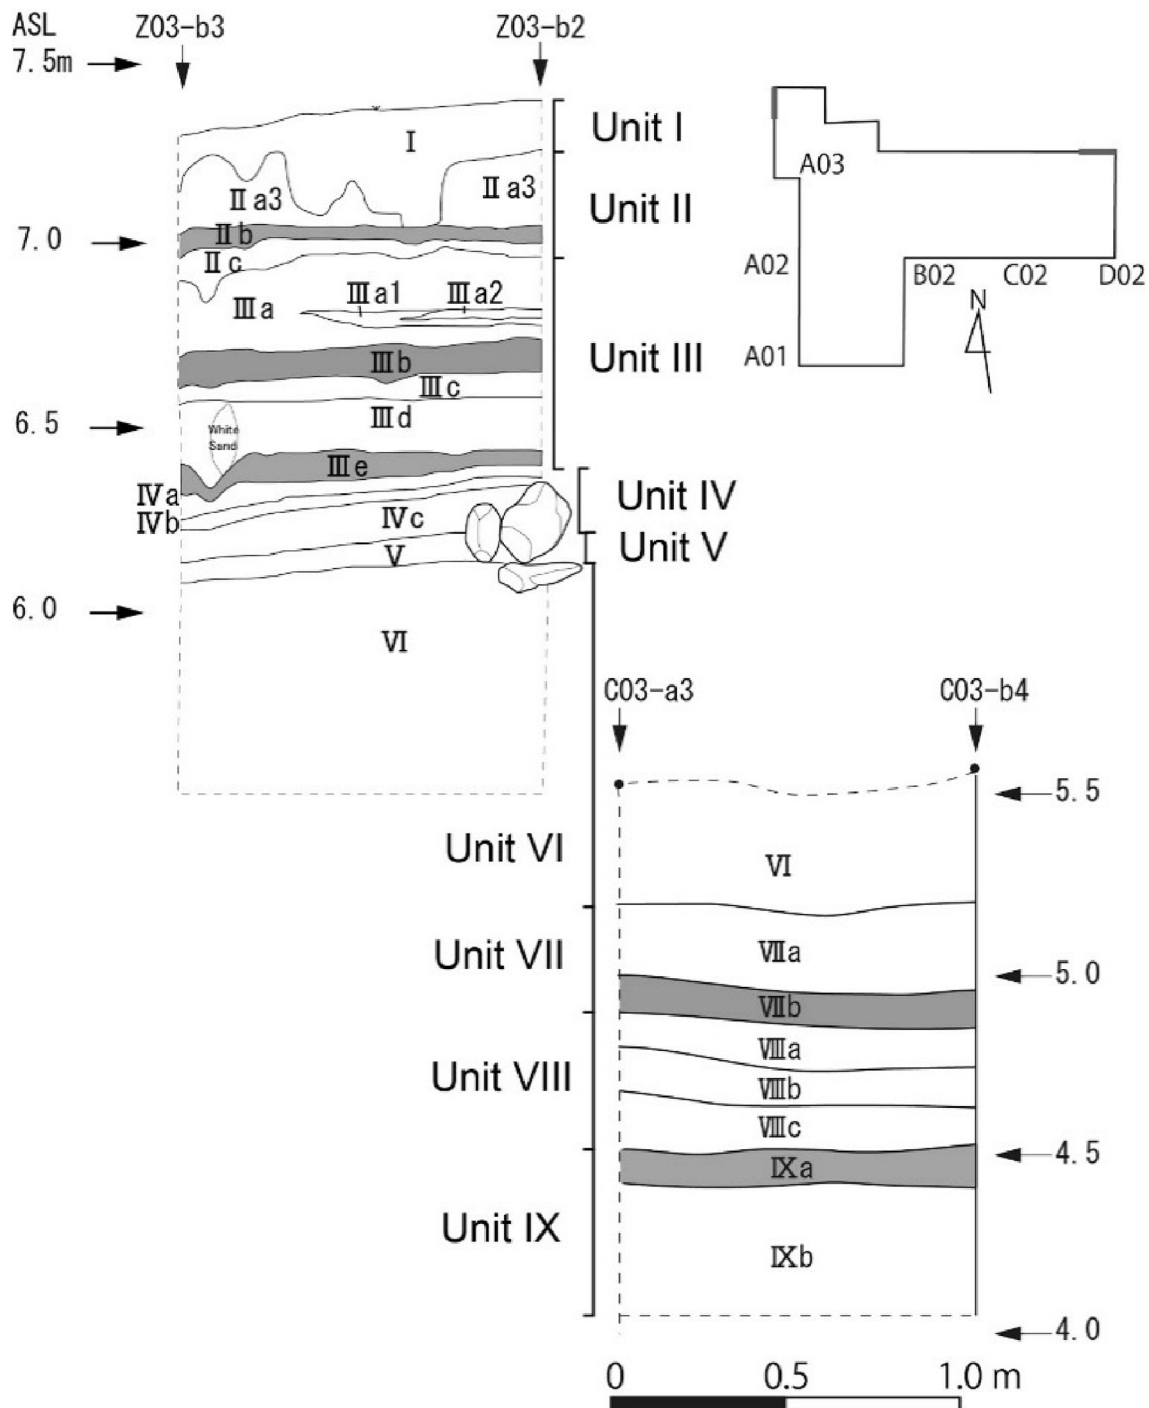 ASL
Z03-b3
Z03-b2
7.5m
Unit I
I
A03
Ⅱa3
Ⅱa3
Unit II
7.0
Ⅱb
Ⅱc
A02
B02
C02
D02
N
Ⅲa
Ⅲa1
Ⅲa2
Ⅲb
Unit III
A01
Ⅲc
Ⅲd
6.5
White
Sand
Ⅲe
Ⅳa
Ⅳb
Ⅳc
Unit IV
V
Unit V
6.0
Ⅵ
C03-a3
C03-b4
5.5
Unit VI
Ⅵ
Unit VII
Ⅶa
5.0
Ⅶb
Ⅷa
Unit VIII
Ⅷb
Ⅷc
4.5
Ⅸa
Unit IX
Ⅸb
4.0
0
0.5
1.0 m